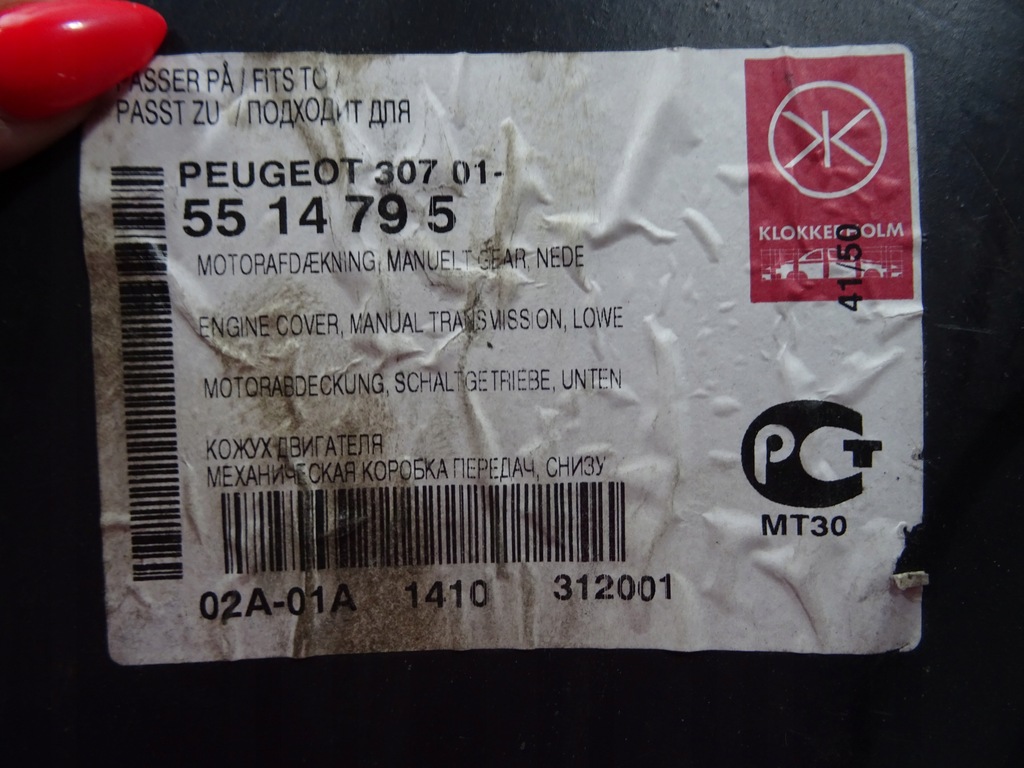 PASSER PÅ / FITS TO /
PASST ZU / ПОДХОДИТ ДЛЯ
PEUGEOT 307 01-
55 14 79 5
MOTORAFDÆKNING, MANUELT GEAR, NEDE
ENGINE COVER, MANUAL TRANSMISSION, LOWE
MOTORABDECKUNG, SCHALTGETRIEBE, UNTEN
КОЖУХ ДВИГАТЕЛЯ
МЕХАНИЧЕСКАЯ КОРОБКА ПЕРЕДАЧ, СНИЗУ
02A-01A 1410 312001
KLOKKERHOLM
41/50
РСТ
MT30